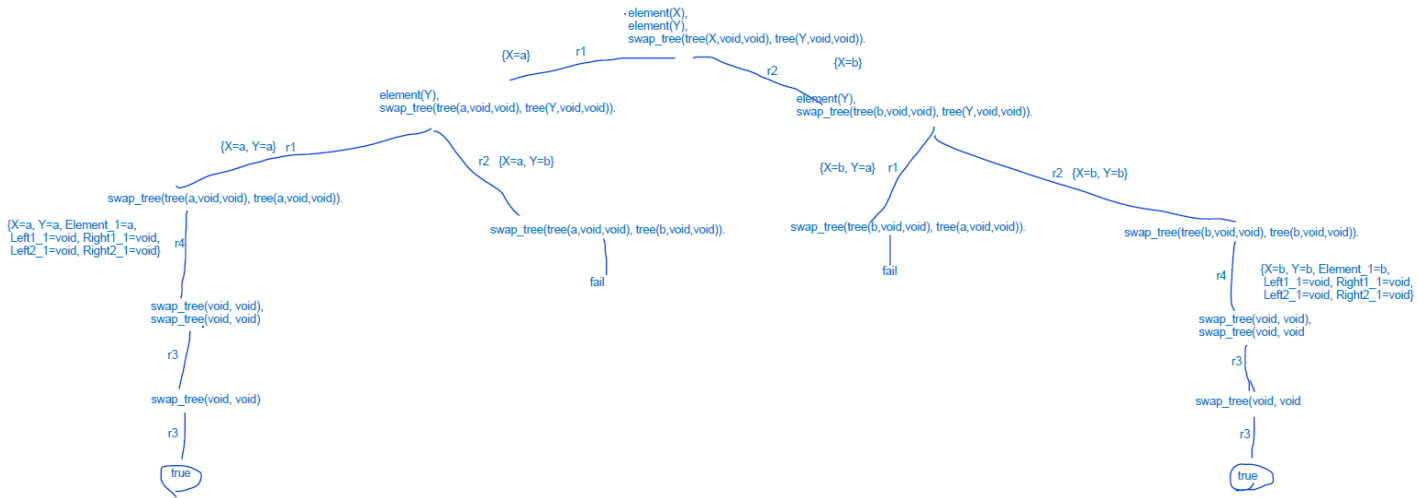 element(X),
element(Y),
swap_tree(tree(X,void,void), tree(Y,void,void)).
{X=a}
r1
r2
{X=b}
element(Y),
swap_tree(tree(a,void,void), tree(Y,void,void)).
element(Y),
swap_tree(tree(b,void,void), tree(Y,void,void)).
{X=a, Y=a} r1
r2 {X=a, Y=b}
{X=b, Y=a} r1
r2 {X=b, Y=b}
swap_tree(tree(a,void,void), tree(a,void,void)).
swap_tree(tree(a,void,void), tree(b,void,void)).
swap_tree(tree(b,void,void), tree(a,void,void)).
swap_tree(tree(b,void,void), tree(b,void,void)).
{X=a, Y=a, Element_1=a,
Left1_1=void, Right1_1=void,
Left2_1=void, Right2_1=void}
r4
fail
fail
r4
{X=b, Y=b, Element_1=b,
Left1_1=void, Right1_1=void,
Left2_1=void, Right2_1=void}
swap_tree(void, void),
swap_tree(void, void)
swap_tree(void, void),
swap_tree(void, void
r3
r3
swap_tree(void, void)
swap_tree(void, void
r3
r3
true
true